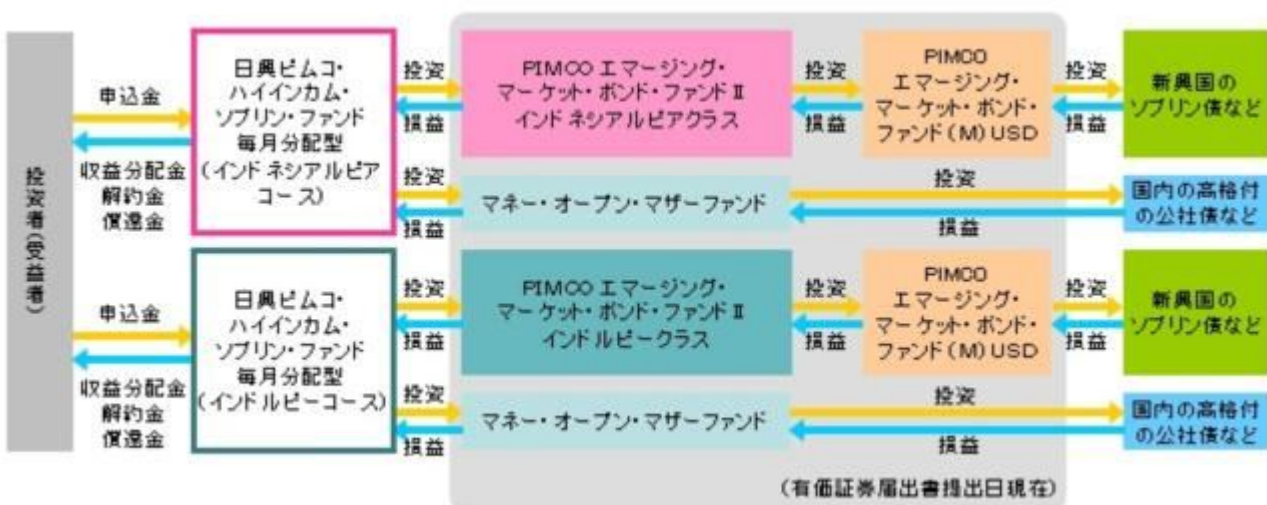 投資者(受益者)
申込金
収益分配金
解約金
償還金
日興ピムコ・
ハイインカム・
ソブリン・ファンド
毎月分配型
(インドネシアルピア
コース)
投資
損益
投資
損益
PIMCO エマージング・
マーケット・ボンド・ファンドⅡ
インドネシアルピアクラス
マネー・オープン・マザーファンド
投資
損益
PIMCO
エマージング・
マーケット・ボンド・
ファンド(M)USD
投資
損益
新興国の
ソブリン債など
投資
損益
国内の高格付
の公社債など
申込金
収益分配金
解約金
償還金
日興ピムコ・
ハイインカム・
ソブリン・ファンド
毎月分配型
(インドルピーコース)
投資
損益
投資
損益
PIMCO エマージング・
マーケット・ボンド・ファンドⅡ
インドルピークラス
マネー・オープン・マザーファンド
投資
損益
PIMCO
エマージング・
マーケット・ボンド・
ファンド(M)USD
投資
損益
新興国の
ソブリン債など
投資
損益
国内の高格付
の公社債など
(有価証券届出書提出日現在)